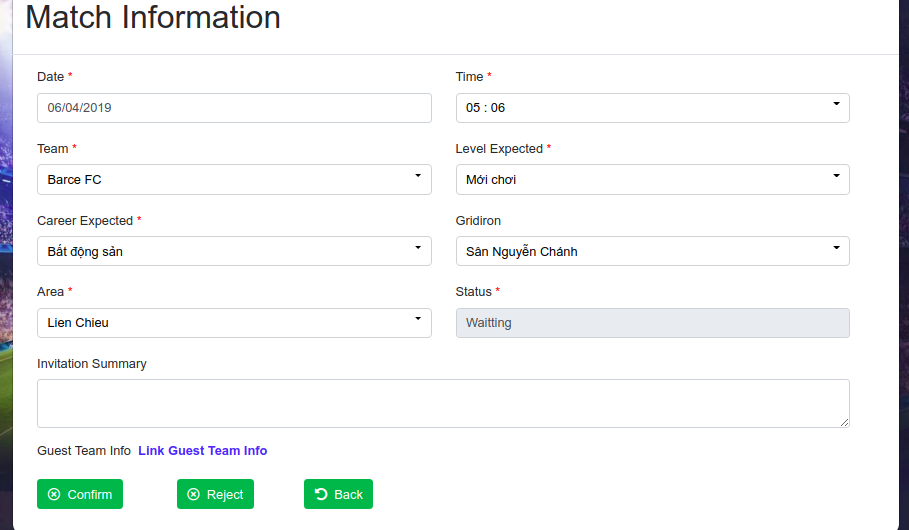 Match Information
Date *
Time *
06/04/2019
05 : 06
Team *
Level Expected *
Barce FC
Mới chơi
Career Expected *
Gridiron
Bất động sản
Sân Nguyễn Chánh
Area *
Status *
Lien Chieu
Waitting
Invitation Summary
Guest Team Info Link Guest Team Info
Confirm
Reject
Back